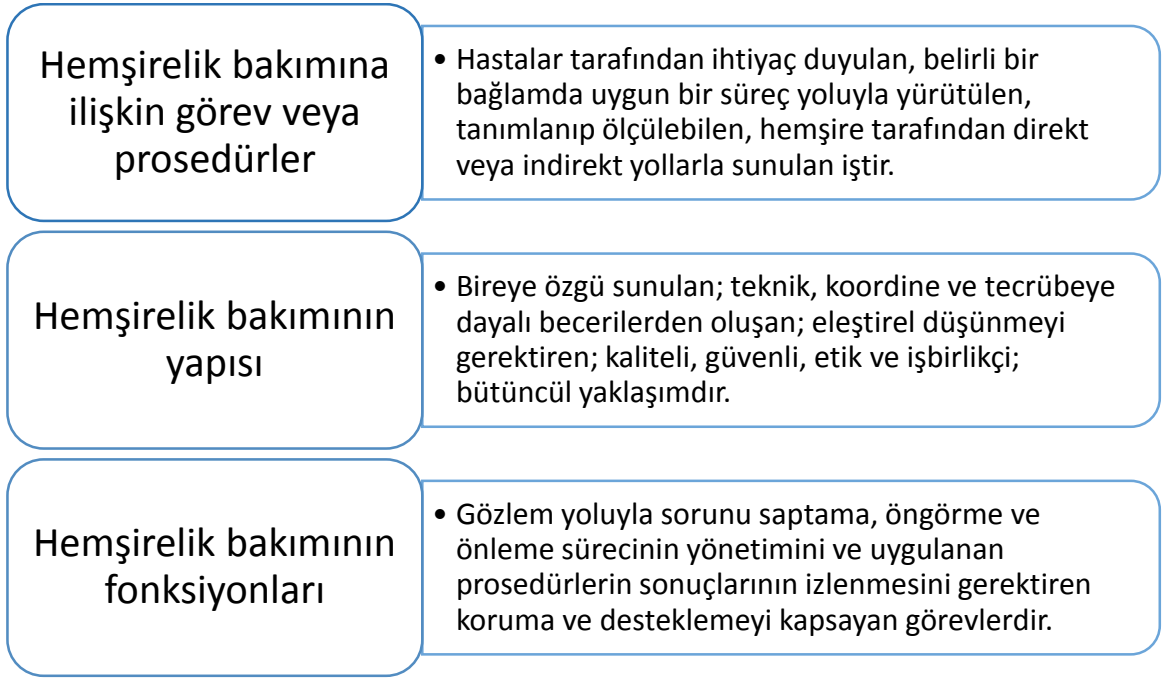 Hemşirelik bakımına
ilişkin görev veya
prosedürler
• Hastalar tarafından ihtiyaç duyulan, belirli bir
bağlamda uygun bir süreç yoluyla yürütülen,
tanımlanıp ölçülebilen, hemşire tarafından direkt
veya indirekt yollarla sunulan iştir.
Hemşirelik bakımının
yapısı
• Bireye özgü sunulan; teknik, koordine ve tecrübeye
dayalı becerilerden oluşan; eleştirel düşünmeyi
gerektiren; kaliteli, güvenli, etik ve işbirlikçi;
bütüncül yaklaşımdır.
Hemşirelik bakımının
fonksiyonları
• Gözlem yoluyla sorunu saptama, öngörme ve
önleme sürecinin yönetimini ve uygulanan
prosedürlerin sonuçlarının izlenmesini gerektiren
koruma ve desteklemeyi kapsayan görevlerdir.